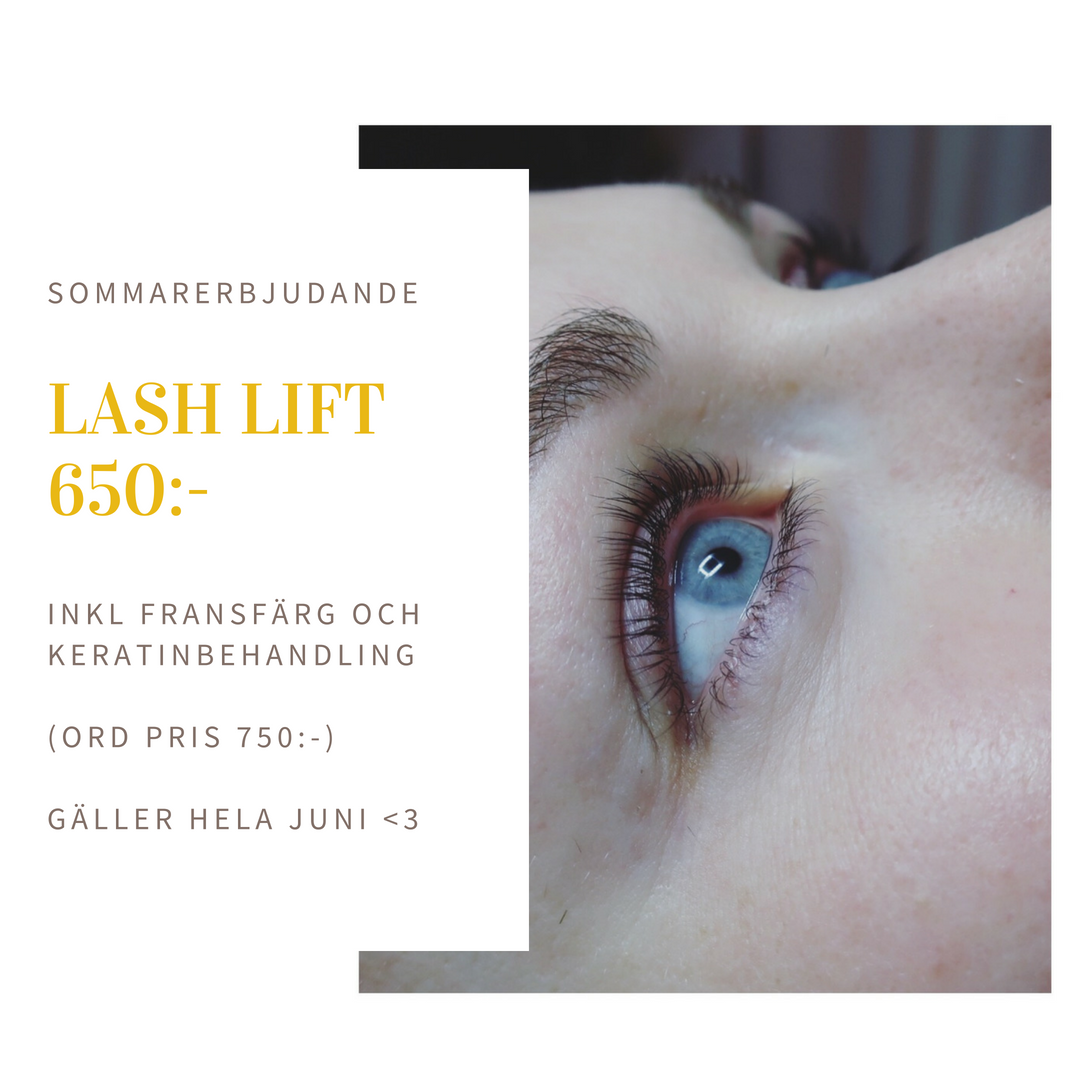 SOMMARERBJUDANDE
LASH LIFT
650:-
INKL FRANSFÄRG OCH
KERATINBEHANDLING
(ORD PRIS 750:-)
GÄLLER HELA JUNI <3